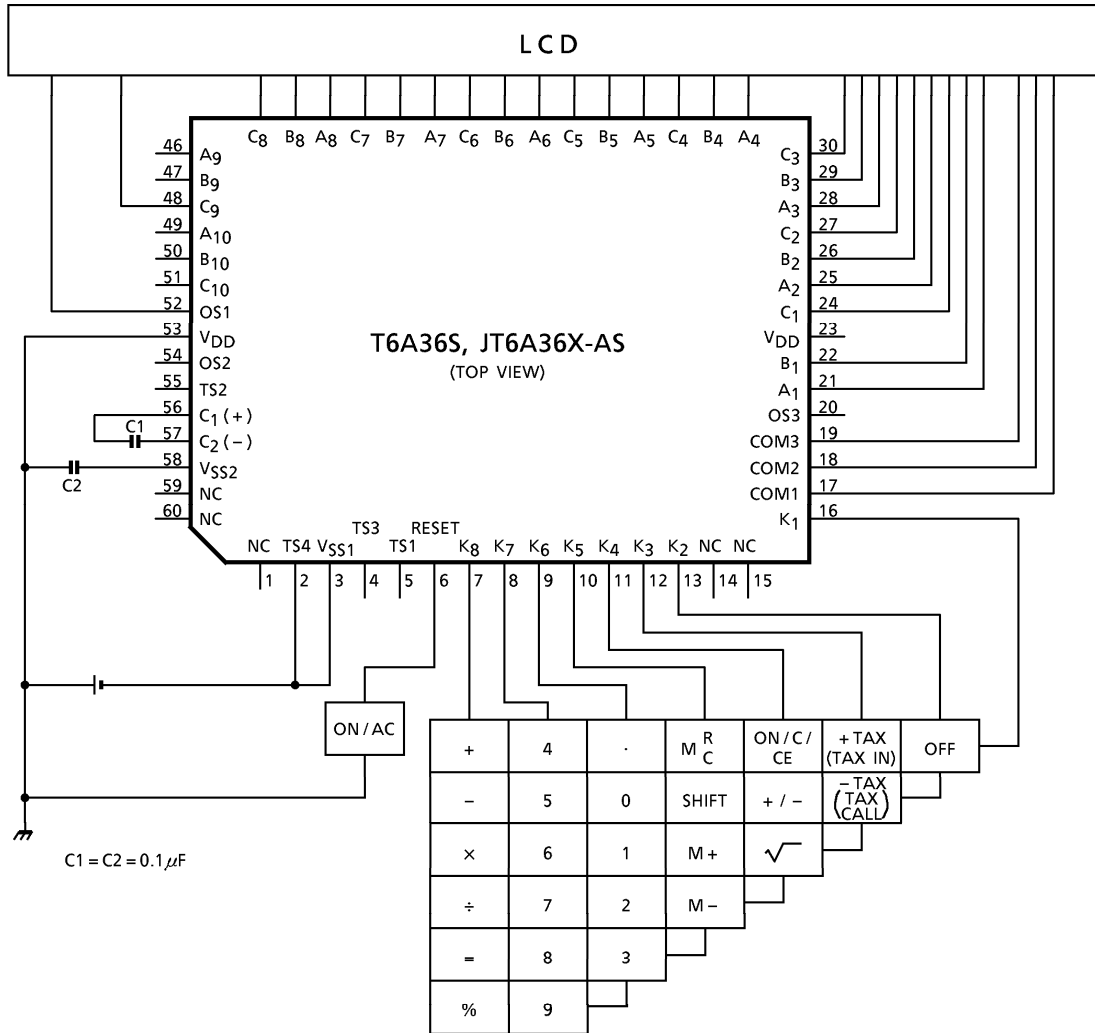 LCD
C8 B8 A8 C7 B7 A7 C6 B6 A6 C5 B5 A5 C4 B4 A4
46 A9
47 B9
48 C9
49 A10
50 B10
51 C10
52 OS1
53 VDD
54 OS2
55 TS2
56 C1 (+)
57 C2 (−)
58 VSS2
59 NC
60 NC
C1
C2
T6A36S, JT6A36X-AS
(TOP VIEW)
C3 30
B3 29
A3 28
C2 27
B2 26
A2 25
C1 24
VDD 23
B1 22
A1 21
OS3 20
COM3 19
COM2 18
COM1 17
K1 16
NC TS4 VSS1 TS3 TS1 RESET K8 K7 K6 K5 K4 K3 K2 NC NC
1 2 3 4 5 6 7 8 9 10 11 12 13 14 15
ON / AC
+ 4 · M R C ON / C / CE + TAX (TAX IN) OFF
− 5 0 SHIFT + / − − TAX (TAX CALL)
× 6 1 M + √
÷ 7 2 M −
= 8 3
% 9
C1 = C2 = 0.1 μF